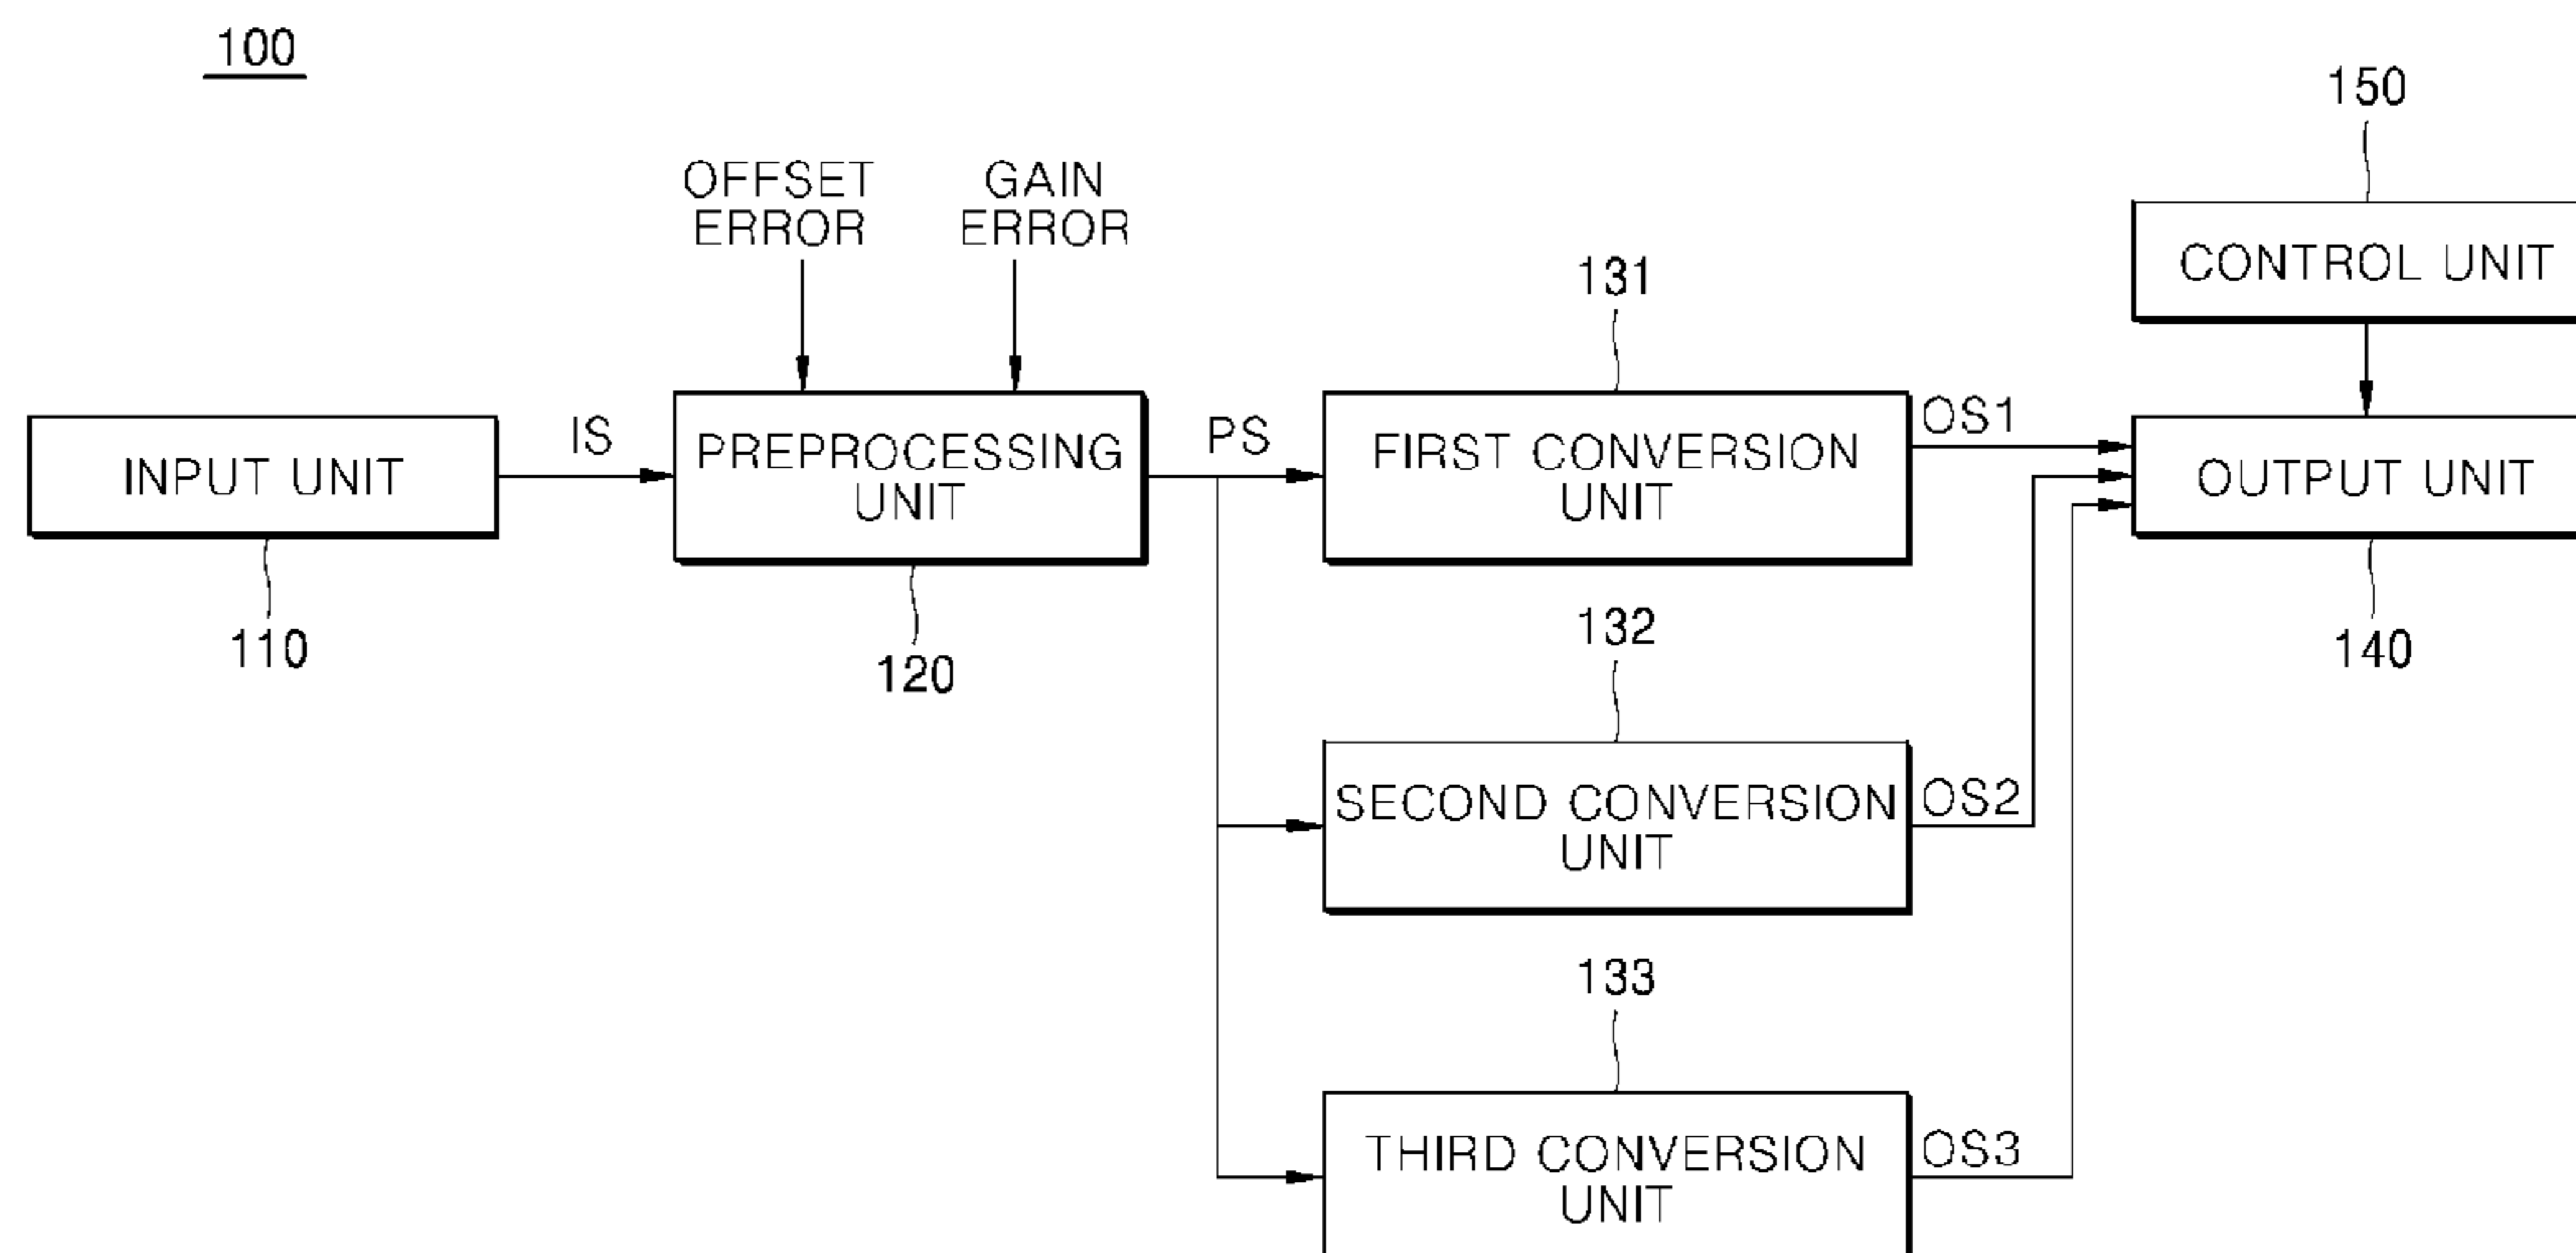 100
150
OFFSET
ERROR
GAIN
ERROR
131
CONTROL UNIT
INPUT UNIT
IS
PREPROCESSING
UNIT
PS
FIRST CONVERSION
UNIT
OS1
OUTPUT UNIT
110
120
132
140
SECOND CONVERSION
UNIT
OS2
133
THIRD CONVERSION
UNIT
OS3